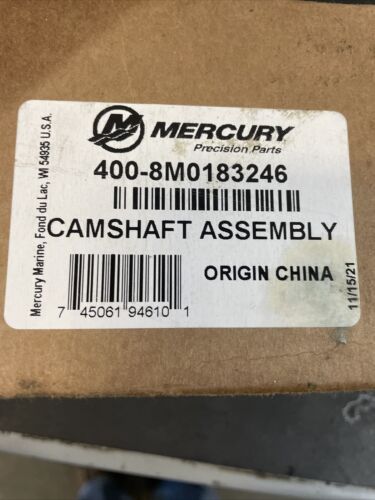 MERCURY
Precision Parts
400-8M0183246
CAMSHAFT ASSEMBLY
ORIGIN CHINA
7 45061 94610 1
Mercury Marine, Fond du Lac, WI 54935 U.S.A.
11/15/21